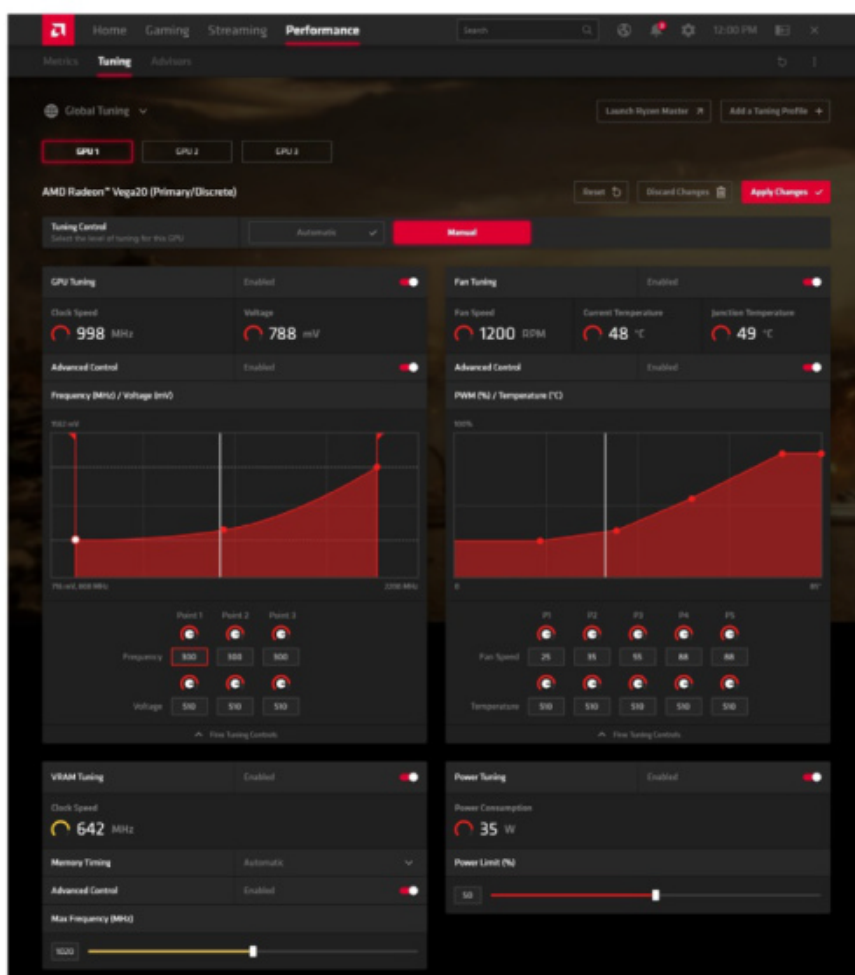 Home Gaming Streaming Performance Search 12:00 PM
Metrics Tuning Advisors
Global Tuning Launch Ryzen Master Add a Tuning Profile
GPU 1 GPU 2 GPU 3
AMD Radeon™ Vega20 (Primary/Discrete) Reset Discard Changes Apply Changes
Tuning Control
Select the level of tuning for this GPU
Automatic Manual
GPU Tuning Enabled
Clock Speed Voltage
998 MHz 788 mV
Advanced Control Enabled
Frequency (MHz) / Voltage (mV)
2200 MHz
Point 1 Point 2 Point 3
Frequency 300 300 300
Voltage 510 510 510
Fine Tuning Controls
Fan Tuning Enabled
Fan Speed Current Temperature Junction Temperature
1200 RPM 48 °C 49 °C
Advanced Control Enabled
PWM (%) / Temperature (°C)
100%
0
P1 P2 P3 P4 P5
Fan Speed 25 35 55 88 88
Temperature 510 510 510 510 510
Fine Tuning Controls
VRAM Tuning Enabled
Clock Speed
642 MHz
Memory Timing Automatic
Advanced Control Enabled
Max Frequency (MHz)
1020
Power Tuning Enabled
Power Consumption
35 W
Power Limit (%)
50